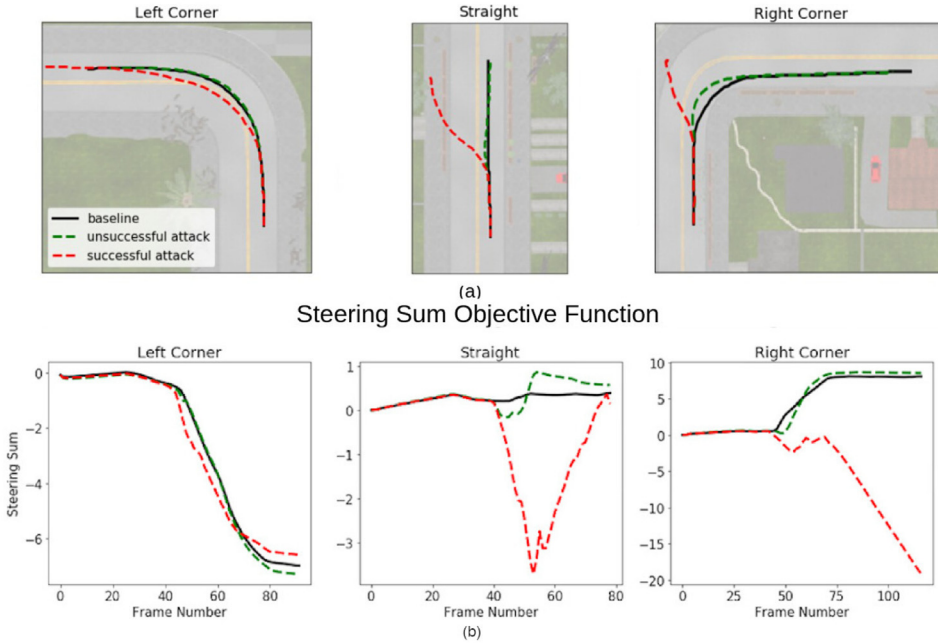 Left Corner
Straight
Right Corner
baseline
unsuccessful attack
successful attack
(a)
Steering Sum Objective Function
Left Corner
Straight
Right Corner
Steering Sum
0
-2
-4
-6
0 20 40 60 80
Frame Number
1
0
-1
-2
-3
0 20 40 60 80
Frame Number
10
5
0
-5
-10
-15
-20
0 25 50 75 100
Frame Number
(b)